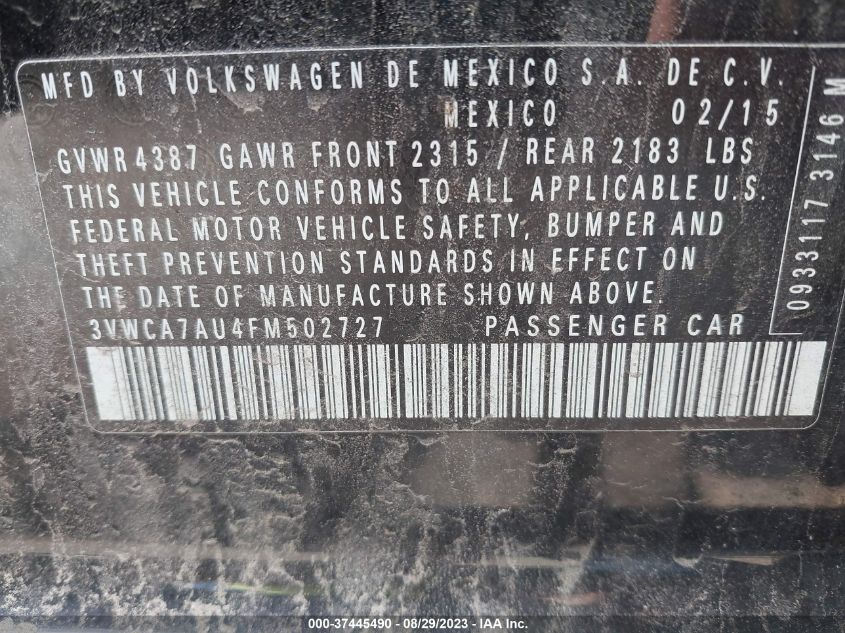 MFD BY VOLKSWAGEN DE MEXICO S.A. DE C.V.
MEXICO 02/15
GVWR 4387 GAWR FRONT 2315 / REAR 2183 LBS
THIS VEHICLE CONFORMS TO ALL APPLICABLE U.S.
FEDERAL MOTOR VEHICLE SAFETY, BUMPER AND
THEFT PREVENTION STANDARDS IN EFFECT ON
THE DATE OF MANUFACTURE SHOWN ABOVE.
3VWCA7AU4FM502727 PASSENGER CAR
0933117 3146 M
000-37445490 - 08/29/2023 - IAA Inc.